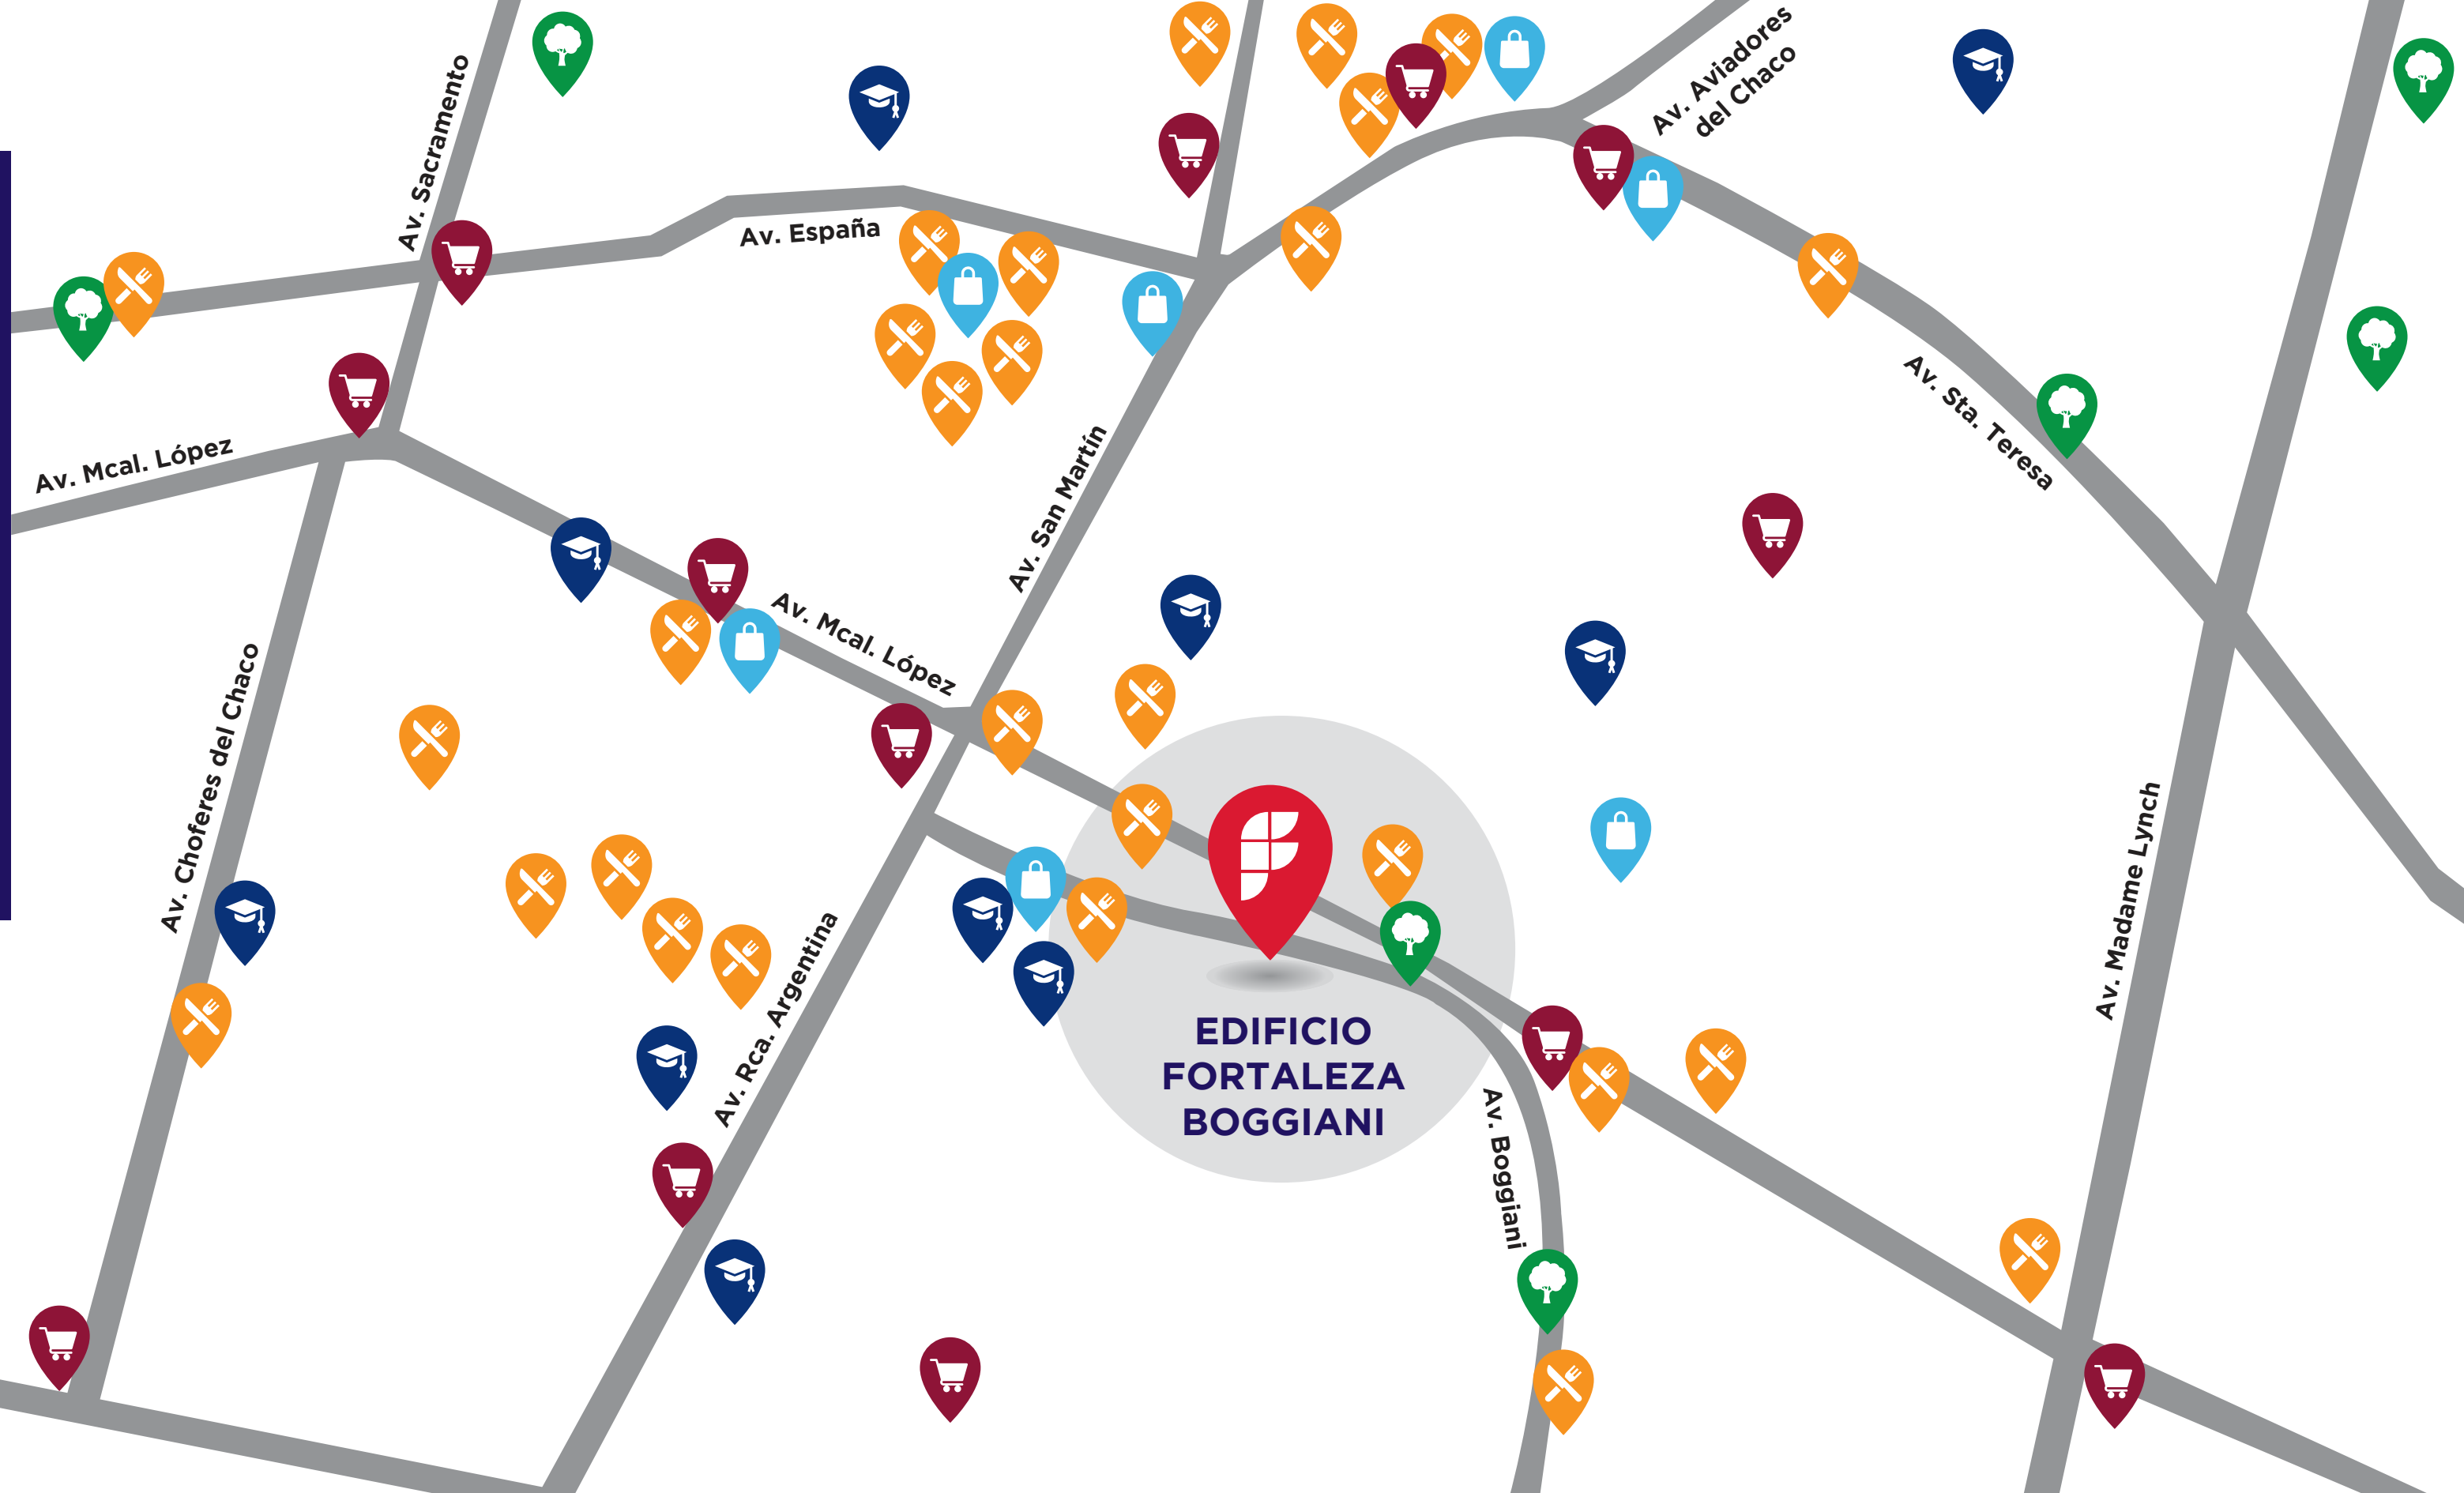 Av. Aviadores
del Chaco
Av. Sacramento
Av. España
Av. Sta. Teresa
Av. Mcal. López
Av. San Martín
Av. Mcal. López
Av. Choferes del Chaco
Av. Madame Lynch
Av. Rca. Argentina
EDIFICIO
FORTALEZA
BOGGIANI
Av. Boggiani